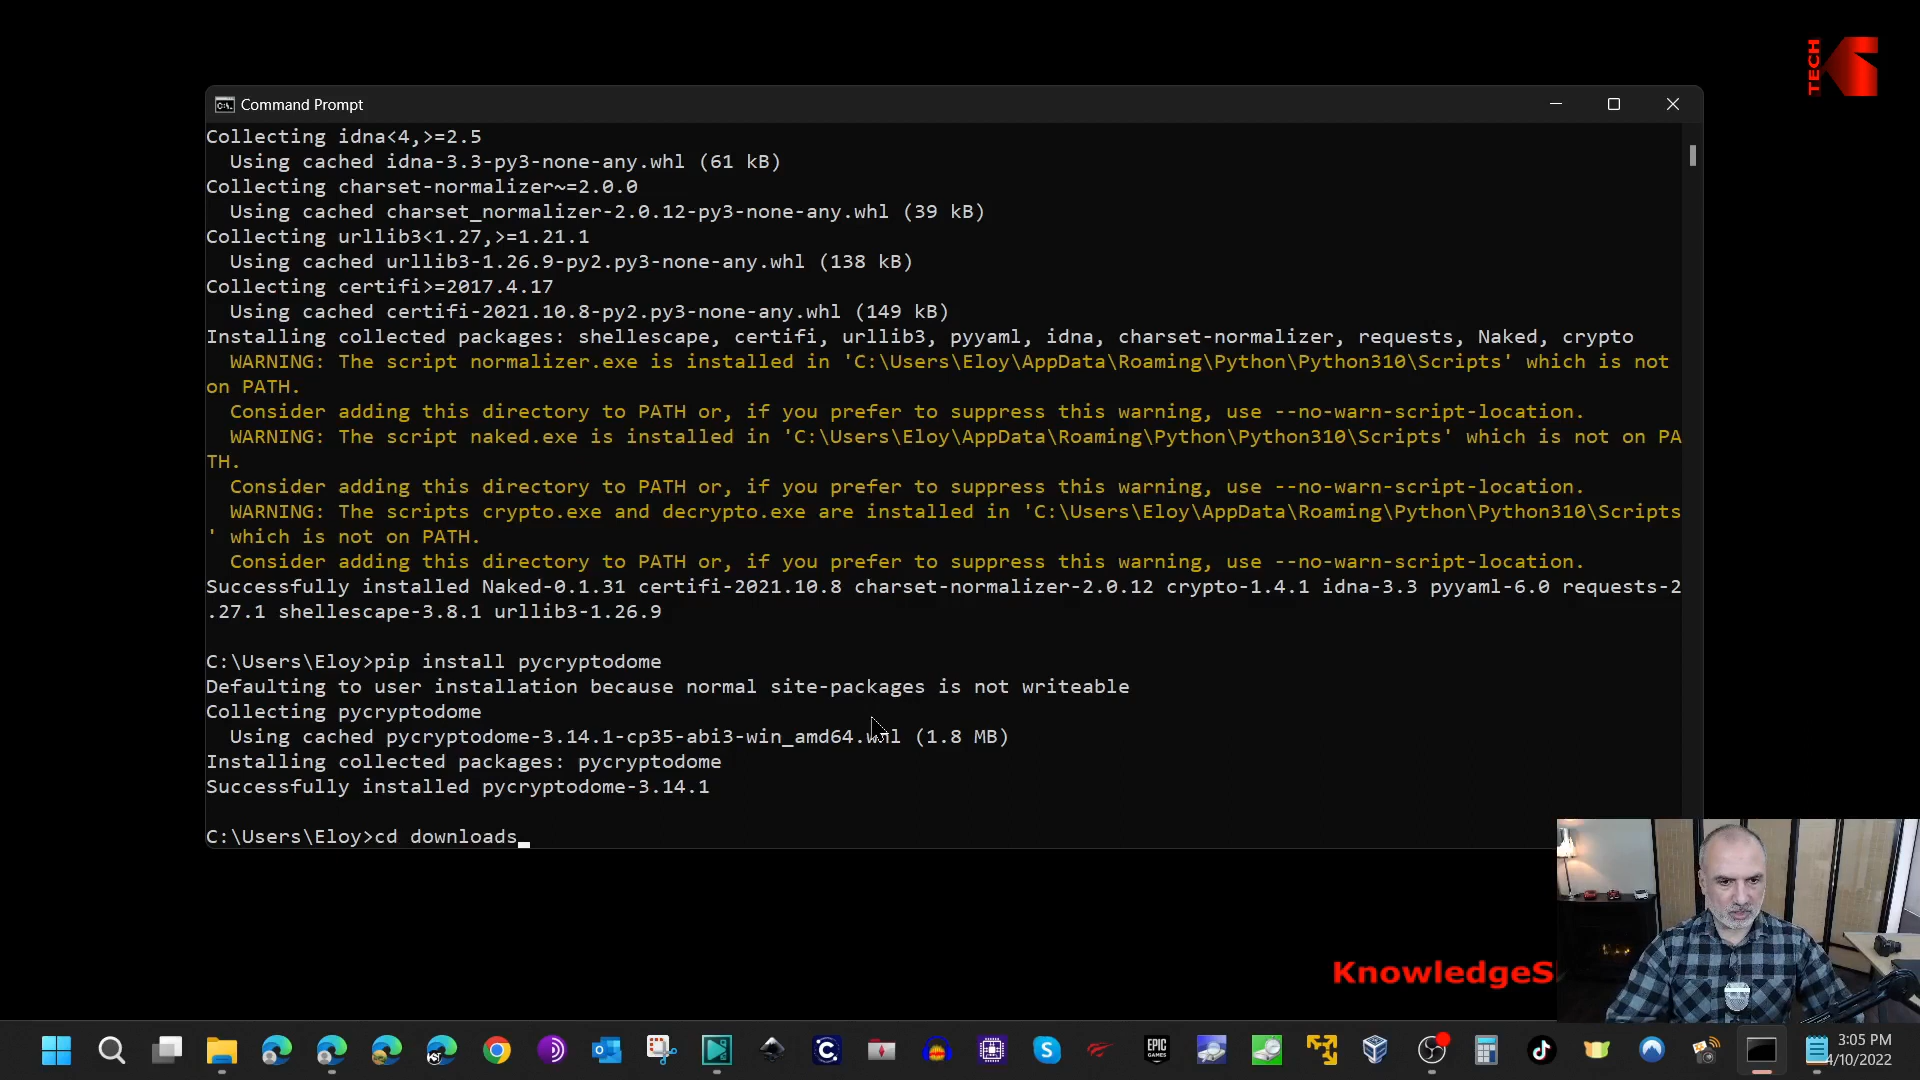 TECH
Command Prompt
Collecting idna<4,>=2.5
  Using cached idna-3.3-py3-none-any.whl (61 kB)
Collecting charset-normalizer~=2.0.0
  Using cached charset_normalizer-2.0.12-py3-none-any.whl (39 kB)
Collecting urllib3<1.27,>=1.21.1
  Using cached urllib3-1.26.9-py2.py3-none-any.whl (138 kB)
Collecting certifi>=2017.4.17
  Using cached certifi-2021.10.8-py2.py3-none-any.whl (149 kB)
Installing collected packages: shellescape, certifi, urllib3, pyyaml, idna, charset-normalizer, requests, Naked, crypto
  WARNING: The script normalizer.exe is installed in 'C:\Users\Eloy\AppData\Roaming\Python\Python310\Scripts' which is not
on PATH.
  Consider adding this directory to PATH or, if you prefer to suppress this warning, use --no-warn-script-location.
  WARNING: The script naked.exe is installed in 'C:\Users\Eloy\AppData\Roaming\Python\Python310\Scripts' which is not on PA
TH.
  Consider adding this directory to PATH or, if you prefer to suppress this warning, use --no-warn-script-location.
  WARNING: The scripts crypto.exe and decrypto.exe are installed in 'C:\Users\Eloy\AppData\Roaming\Python\Python310\Scripts
' which is not on PATH.
  Consider adding this directory to PATH or, if you prefer to suppress this warning, use --no-warn-script-location.
Successfully installed Naked-0.1.31 certifi-2021.10.8 charset-normalizer-2.0.12 crypto-1.4.1 idna-3.3 pyyaml-6.0 requests-2
.27.1 shellescape-3.8.1 urllib3-1.26.9
C:\Users\Eloy>pip install pycryptodome
Defaulting to user installation because normal site-packages is not writeable
Collecting pycryptodome
  Using cached pycryptodome-3.14.1-cp35-abi3-win_amd64.whl (1.8 MB)
Installing collected packages: pycryptodome
Successfully installed pycryptodome-3.14.1
C:\Users\Eloy>cd downloads
KnowledgeS
EPIC
GAMES
3:05 PM
4/10/2022